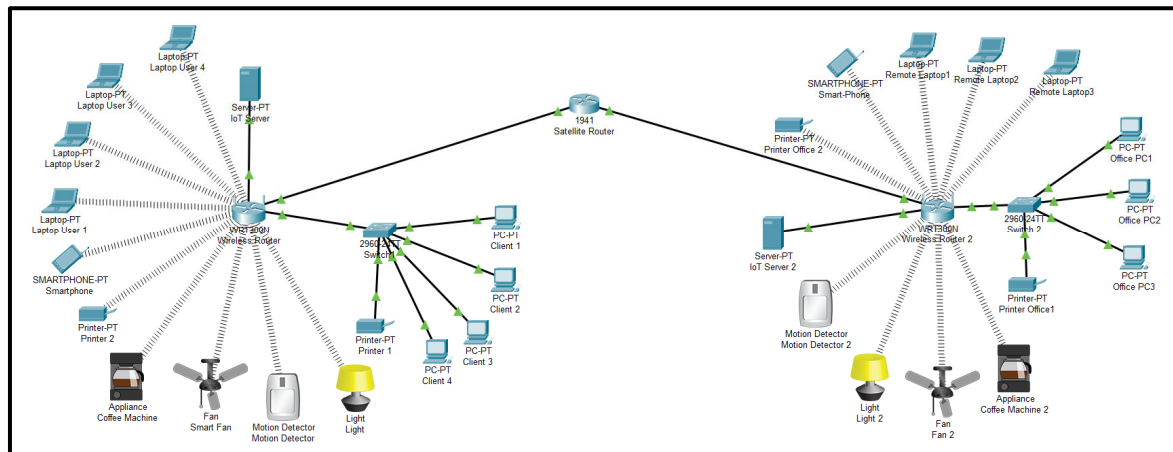 Laptop-PT
Laptop User 4
Laptop-PT
Laptop User 3
Laptop-PT
Laptop User 2
Laptop-PT
Laptop User 1
SMARTPHONE-PT
Smartphone
Printer-PT
Printer 2
Appliance
Coffee Machine
Fan
Smart Fan
Motion Detector
Motion Detector
Light
Light
Server-PT
IoT Server
WRT300N
Wireless Router
2960-24TT
Switch1
Printer-PT
Printer 1
PC-PT
Client 1
PC-PT
Client 2
PC-PT
Client 3
PC-PT
Client 4
1941
Satellite Router
SMARTPHONE-PT
Smart-Phone
Laptop-PT
Remote Laptop1
Laptop-PT
Remote Laptop2
Laptop-PT
Remote Laptop3
Printer-PT
Printer Office 2
Server-PT
IoT Server 2
WRT300N
Wireless Router 2
2960-24TT
Switch 2
PC-PT
Office PC1
PC-PT
Office PC2
PC-PT
Office PC3
Printer-PT
Printer Office1
Motion Detector
Motion Detector 2
Light
Light 2
Fan
Fan 2
Appliance
Coffee Machine 2